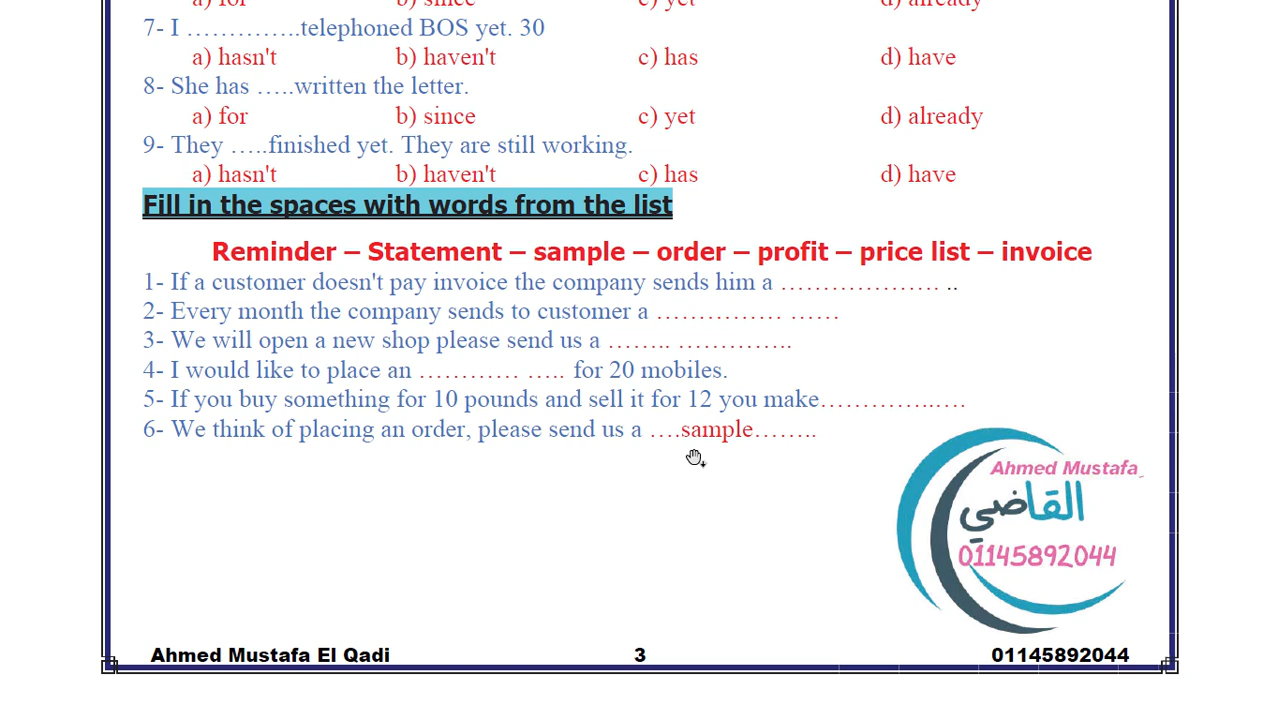 a) for b) since c) yet d) already
7- I …………..telephoned BOS yet. 30
a) hasn't b) haven't c) has d) have
8- She has …..written the letter.
a) for b) since c) yet d) already
9- They …..finished yet. They are still working.
a) hasn't b) haven't c) has d) have
Fill in the spaces with words from the list
Reminder – Statement – sample – order – profit – price list – invoice
1- If a customer doesn't pay invoice the company sends him a ………………. ..
2- Every month the company sends to customer a …………… ……
3- We will open a new shop please send us a …….. …………..
4- I would like to place an ………… ….. for 20 mobiles.
5- If you buy something for 10 pounds and sell it for 12 you make…………..….
6- We think of placing an order, please send us a ….sample……..
Ahmed Mustafa_
القاضي
01145892044
Ahmed Mustafa El Qadi 3 01145892044